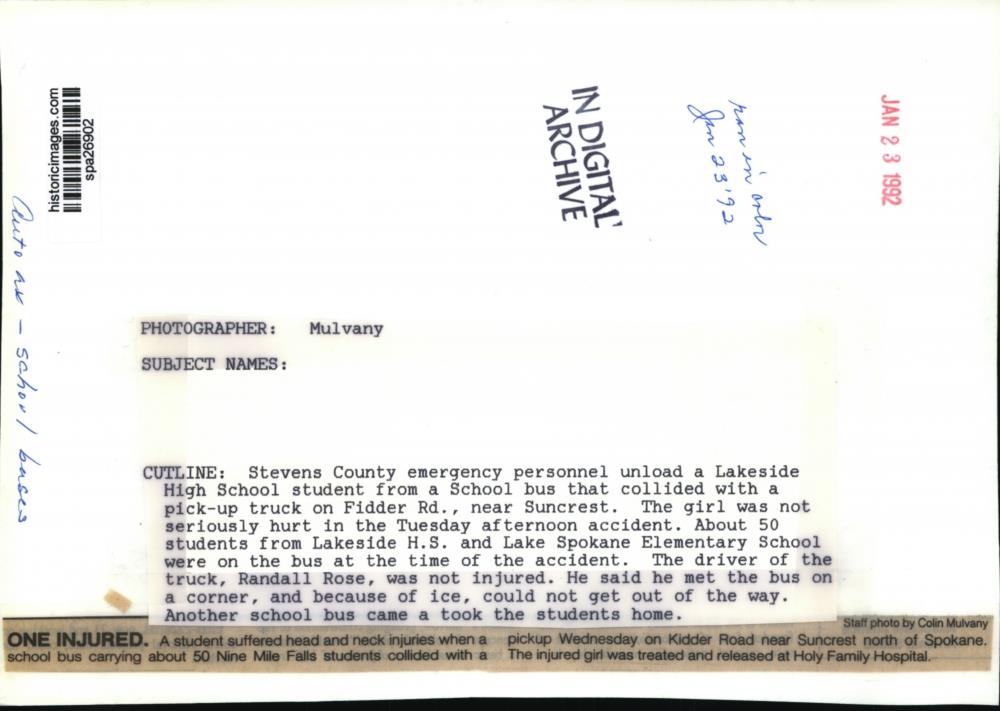 historicimages.com
spa26902
IN DIGITAL
ARCHIVE
Jan 23'92
JAN 23 1992
school buses
PHOTOGRAPHER: Mulvany
SUBJECT NAMES:
CUTLINE: Stevens County emergency personnel unload a Lakeside
High School student from a School bus that collided with a
pick-up truck on Fidder Rd., near Suncrest. The girl was not
seriously hurt in the Tuesday afternoon accident. About 50
students from Lakeside H.S. and Lake Spokane Elementary School
were on the bus at the time of the accident. The driver of the
truck, Randall Rose, was not injured. He said he met the bus on
a corner, and because of ice, could not get out of the way.
Another school bus came a took the students home.
Staff photo by Colin Mulvany
ONE INJURED. A student suffered head and neck injuries when a
school bus carrying about 50 Nine Mile Falls students collided with a
pickup Wednesday on Kidder Road near Suncrest north of Spokane.
The injured girl was treated and released at Holy Family Hospital.